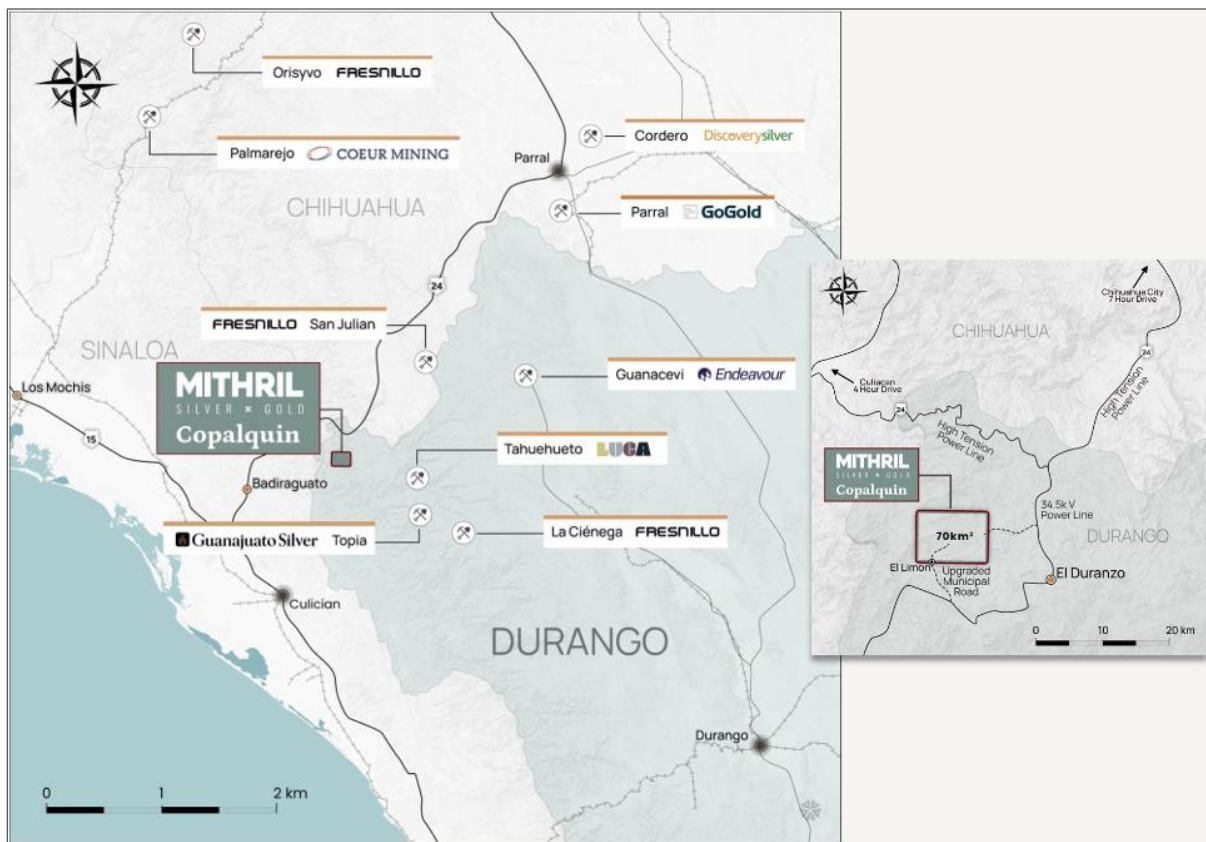 Orisyvo FRESNILLO
Palmarejo COEUR MINING
CHIHUAHUA
Parral
Cordero Discoverysilver
Parral GoGold
24
FRESNILLO San Julian
SINALOA
MITHRIL
SILVER GOLD
Copalquin
Los Mochis
15
Badiraguato
Guanacevi Endeavour
Tahuehueto LUCA
Guanajuato Silver Topia
La Ciénega FRESNILLO
Culician
DURANGO
Durango
0 1 2 km
Chihuahua City
7 Hour Drive
CHIHUAHUA
24
Culiacan
4 Hour Drive
24
High Tension
Power Line
High Tension
Power Line
MITHRIL
SILVER GOLD
Copalquin
34.5k V
Power Line
70km²
DURANGO
El Limon
Upgraded
Municipal
Road
El Duranzo
0 10 20 km